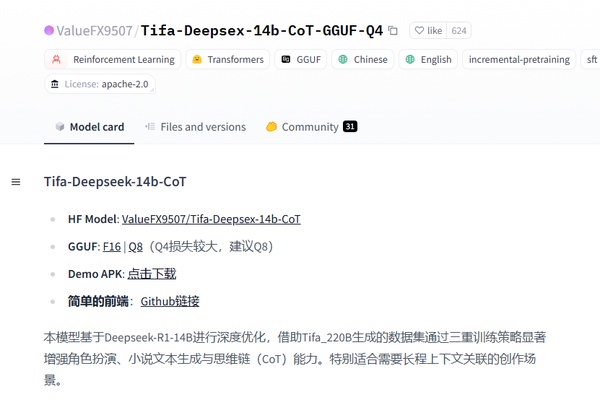 ValueFX9507/Tifa-Deepsex-14b-CoT-GGUF-Q4 like 624
Reinforcement Learning Transformers GGUF Chinese English incremental-pretraining sft
License: apache-2.0
Model card Files and versions Community 31
Tifa-Deepseek-14b-CoT
HF Model: ValueFX9507/Tifa-Deepsex-14b-CoT
GGUF: F16 | Q8（Q4损失较大，建议Q8）
Demo APK: 点击下载
简单的前端：Github链接
本模型基于Deepseek-R1-14B进行深度优化，借助Tifa_220B生成的数据集通过三重训练策略显著
增强角色扮演、小说文本生成与思维链（CoT）能力。特别适合需要长程上下文关联的创作场
景。